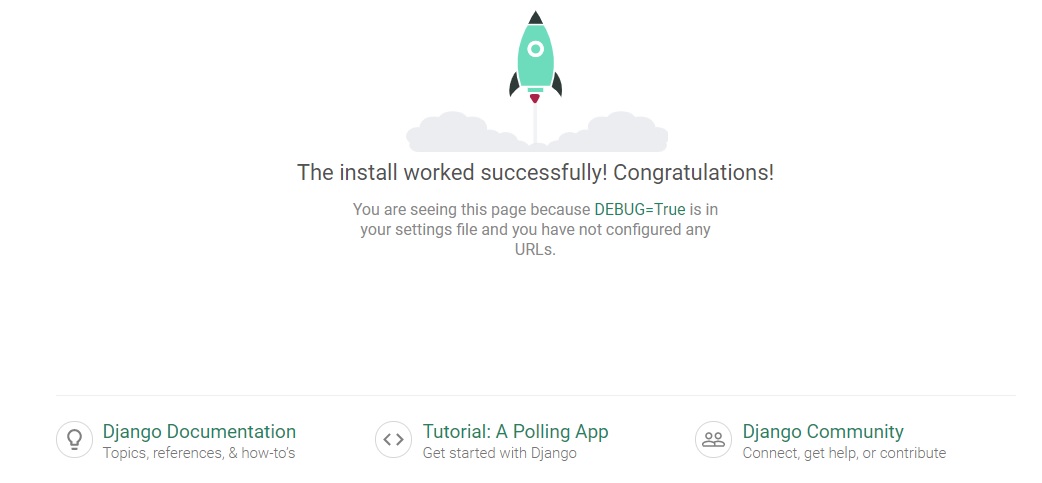 The install worked successfully! Congratulations!
You are seeing this page because DEBUG=True is in
your settings file and you have not configured any
URLs.
Django Documentation
Topics, references, & how-to's
Tutorial: A Polling App
Get started with Django
Django Community
Connect, get help, or contribute